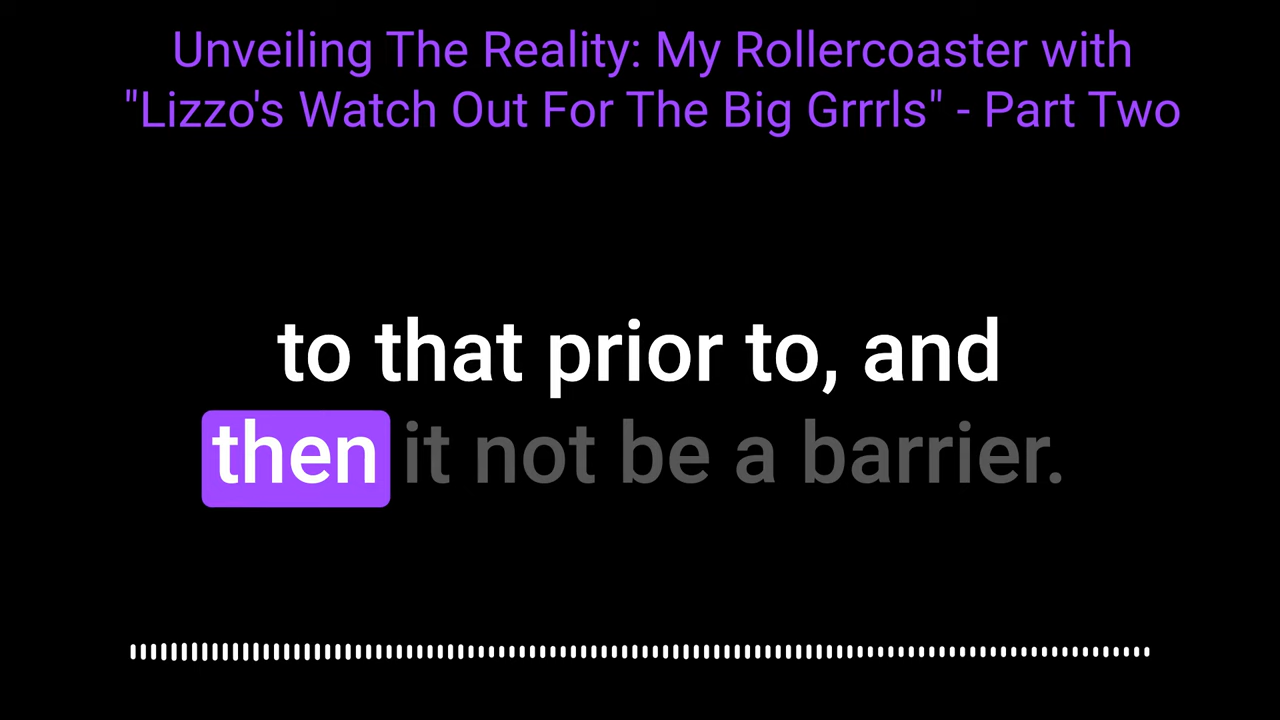 Unveiling The Reality: My Rollercoaster with
"Lizzo's Watch Out For The Big Grrrls" - Part Two
to that prior to, and
then it not be a barrier.